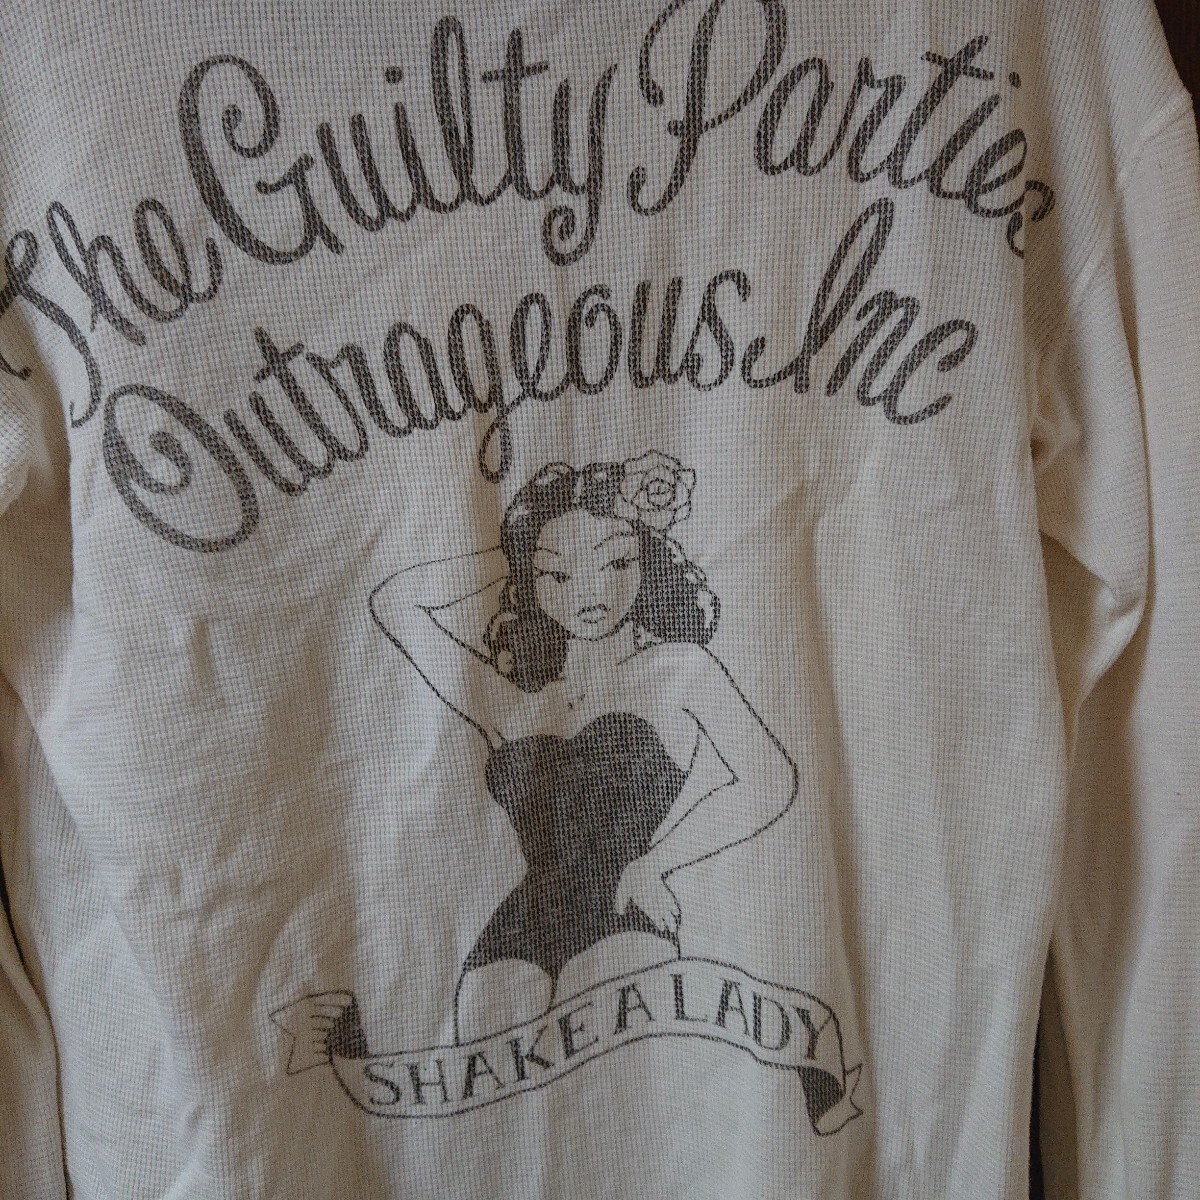 The Guilty Parties
Outrageous Inc
SHAKE A LADY